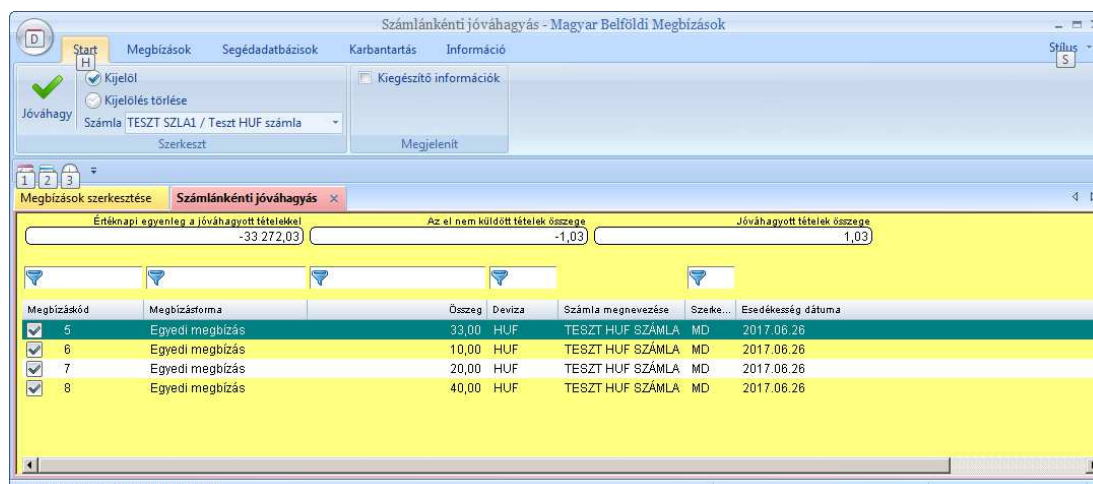 Számlánkénti jóváhagyás - Magyar Belföldi Megbízások
D
Start Megbízások Segédadatbázisok Karbantartás Információ Stílus
H S
Kijelöl Kiegészítő információk
Kijelölés törlése
Jóváhagy
Számla TESZT SZLA1 / Teszt HUF számla
Szerkeszt Megjelenít
1 2 3
Megbízások szerkesztése Számlánkénti jóváhagyás
Értéknapi egyenleg a jóváhagyott tételekkel Az el nem küldött tételek összege Jóváhagyott tételek összege
-33 272,03 -1,03 1,03
Megbízáskód Megbízásforma Összeg Deviza Számla megnevezése Szerke... Esedékesség dátuma
5 Egyedi megbízás 33,00 HUF TESZT HUF SZÁMLA MD 2017.06.26
6 Egyedi megbízás 10,00 HUF TESZT HUF SZÁMLA MD 2017.06.26
7 Egyedi megbízás 20,00 HUF TESZT HUF SZÁMLA MD 2017.06.26
8 Egyedi megbízás 40,00 HUF TESZT HUF SZÁMLA MD 2017.06.26